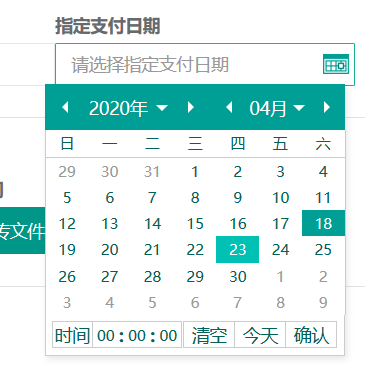 指定支付日期
请选择指定支付日期
2020年 04月
日 一 二 三 四 五 六
29 30 31 1 2 3 4
5 6 7 8 9 10 11
12 13 14 15 16 17 18
传文件
19 20 21 22 23 24 25
26 27 28 29 30 1 2
3 4 5 6 7 8 9
时间 00 : 00 : 00 清空 今天 确认